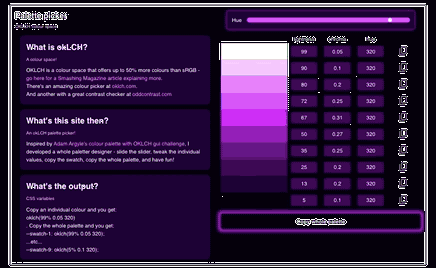 Palette picker
Hue
What is oKLCH?
A colour space!
OKLCH is a colour space that offers up to 50% more colours than sRGB -
go here for a Smashing Magazine article explaining more.
There's an amazing colour picker at oklch.com.
And another with a great contrast checker at oddcontrast.com
What's this site then?
An oKLCH palette picker!
Inspired by Adam Argyle's colour palette with OKLCH gui challenge, I
developed a whole palette designer - slide the slider, tweak the individual
values, copy the swatch, copy the whole palette, and have fun!
What's the output?
CSS variables
Copy an individual colour and you get:
oklch(99% 0.05 320)
. Copy the whole palette and you get:
--swatch-1: oklch(99% 0.05 320);
...etc...
--swatch-9: oklch(5% 0.1 320);
99 0.05 320
90 0.1 320
80 0.2 320
72 0.25 320
67 0.31 320
50 0.27 320
35 0.25 320
25 0.2 320
13 0.2 320
5 0.1 320
Copy whole palette